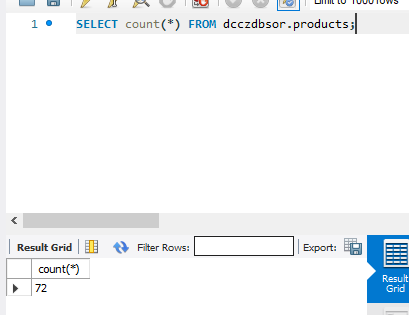 Limit to 1000 rows
1
SELECT count(*) FROM dcczdbsor.products;
Result Grid
Filter Rows:
Export:
count(*)
72
Result
Grid